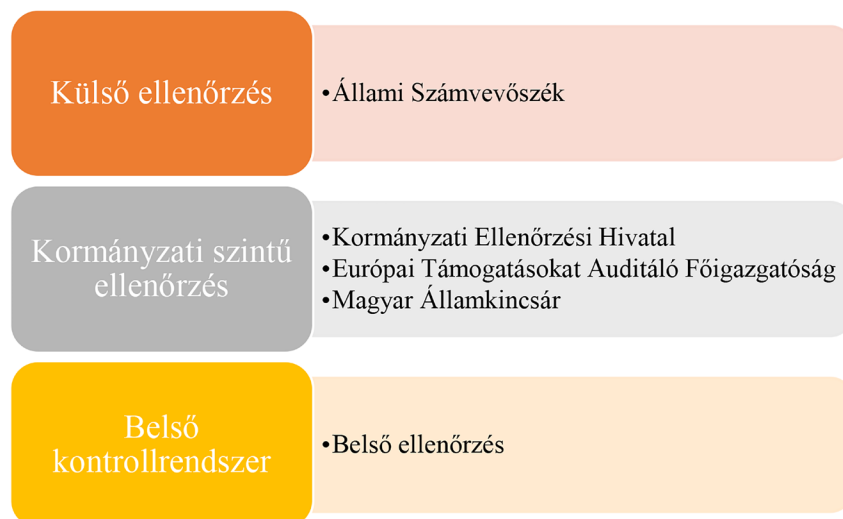 Külső ellenőrzés
•Állami Számvevőszék
Kormányzati szintű
ellenőrzés
•Kormányzati Ellenőrzési Hivatal
•Európai Támogatásokat Auditáló Főigazgatóság
•Magyar Államkincsár
Belső
kontrollrendszer
•Belső ellenőrzés